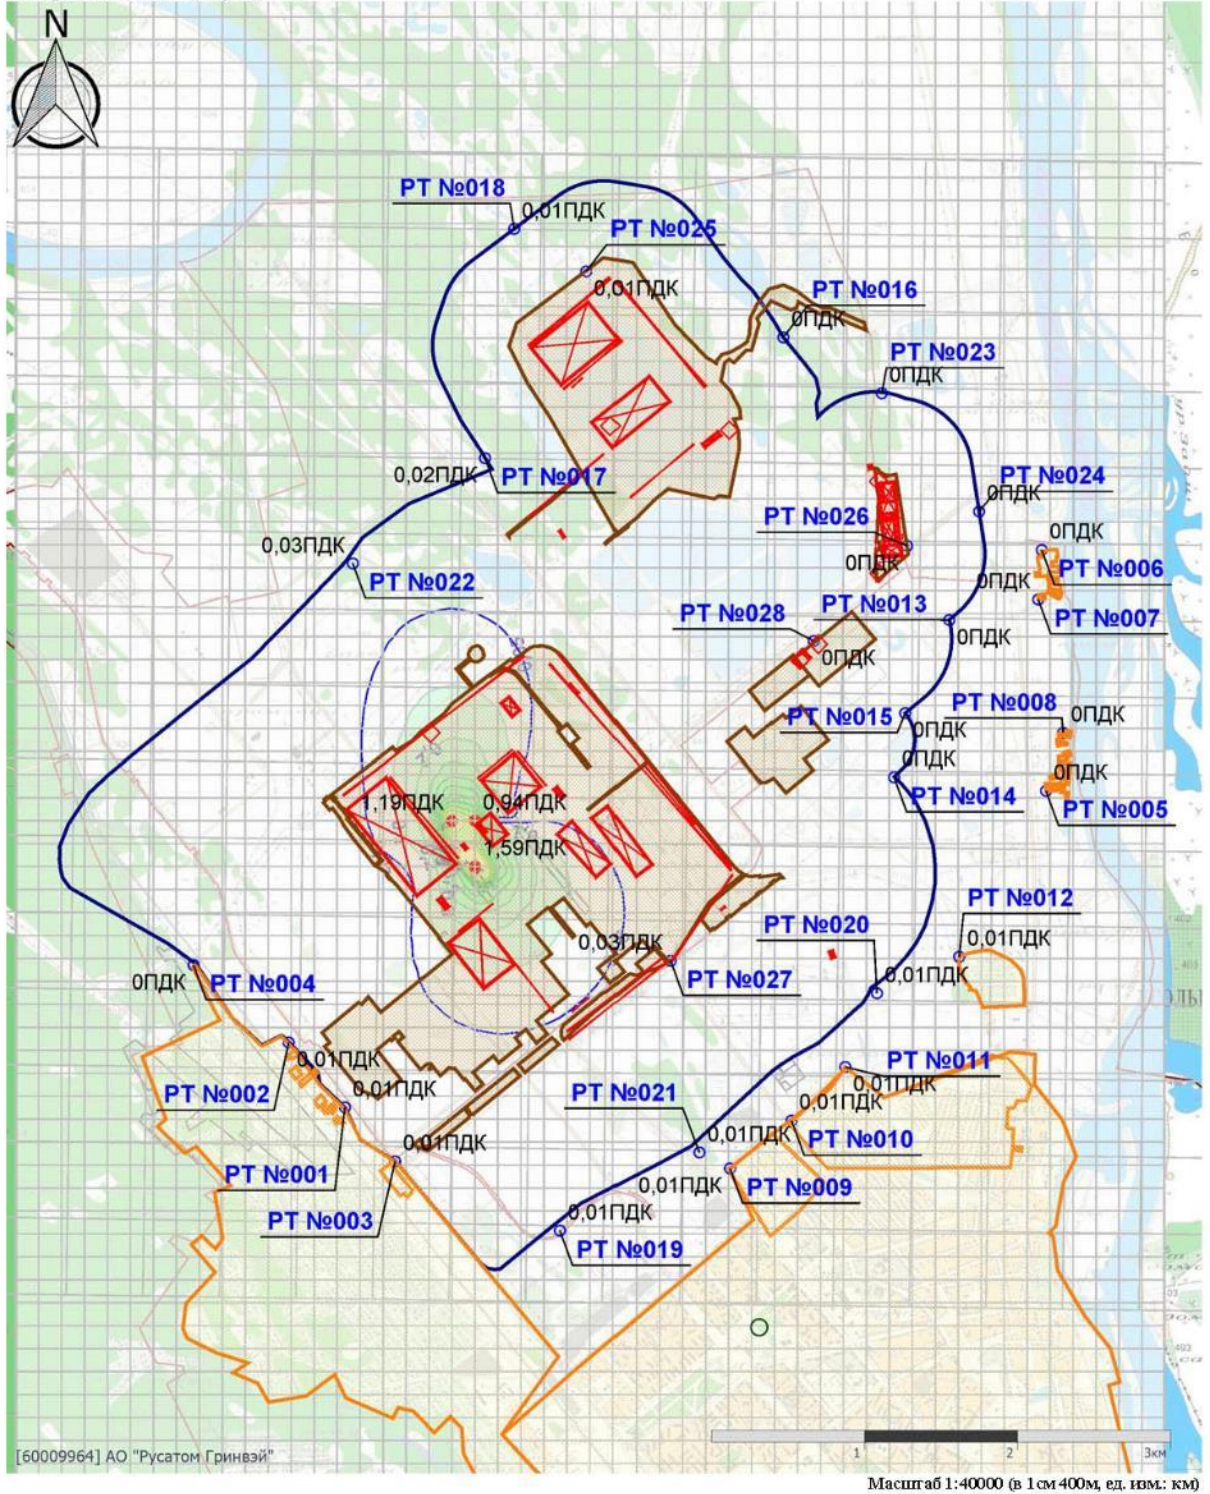 N
РТ №018
0,01ПДК
РТ №025
0,01ПДК
РТ №016
0ПДК
РТ №023
0ПДК
0,02ПДК
РТ №017
РТ №024
0ПДК
РТ №026
0ПДК
0,03ПДК
РТ №022
0ПДК
РТ №006
0ПДК
РТ №007
РТ №028
0ПДК
РТ №013
0ПДК
РТ №015
0ПДК
РТ №008
0ПДК
0ПДК
РТ №014
0ПДК
РТ №005
1,19ПДК
0,94ПДК
1,59ПДК
РТ №012
0,01ПДК
РТ №020
0,01ПДК
0,03ПДК
РТ №027
0ПДК
РТ №004
0,01ПДК
РТ №002
0,01ПДК
РТ №001
0,01ПДК
РТ №003
РТ №011
0,01ПДК
0,01ПДК
РТ №010
РТ №021
0,01ПДК
0,01ПДК
РТ №009
0,01ПДК
РТ №019
[60009964] АО "Русатом Гринвэй"
1
2
3км
Масштаб 1:40000 (в 1см 400м, ед. изм.: км)